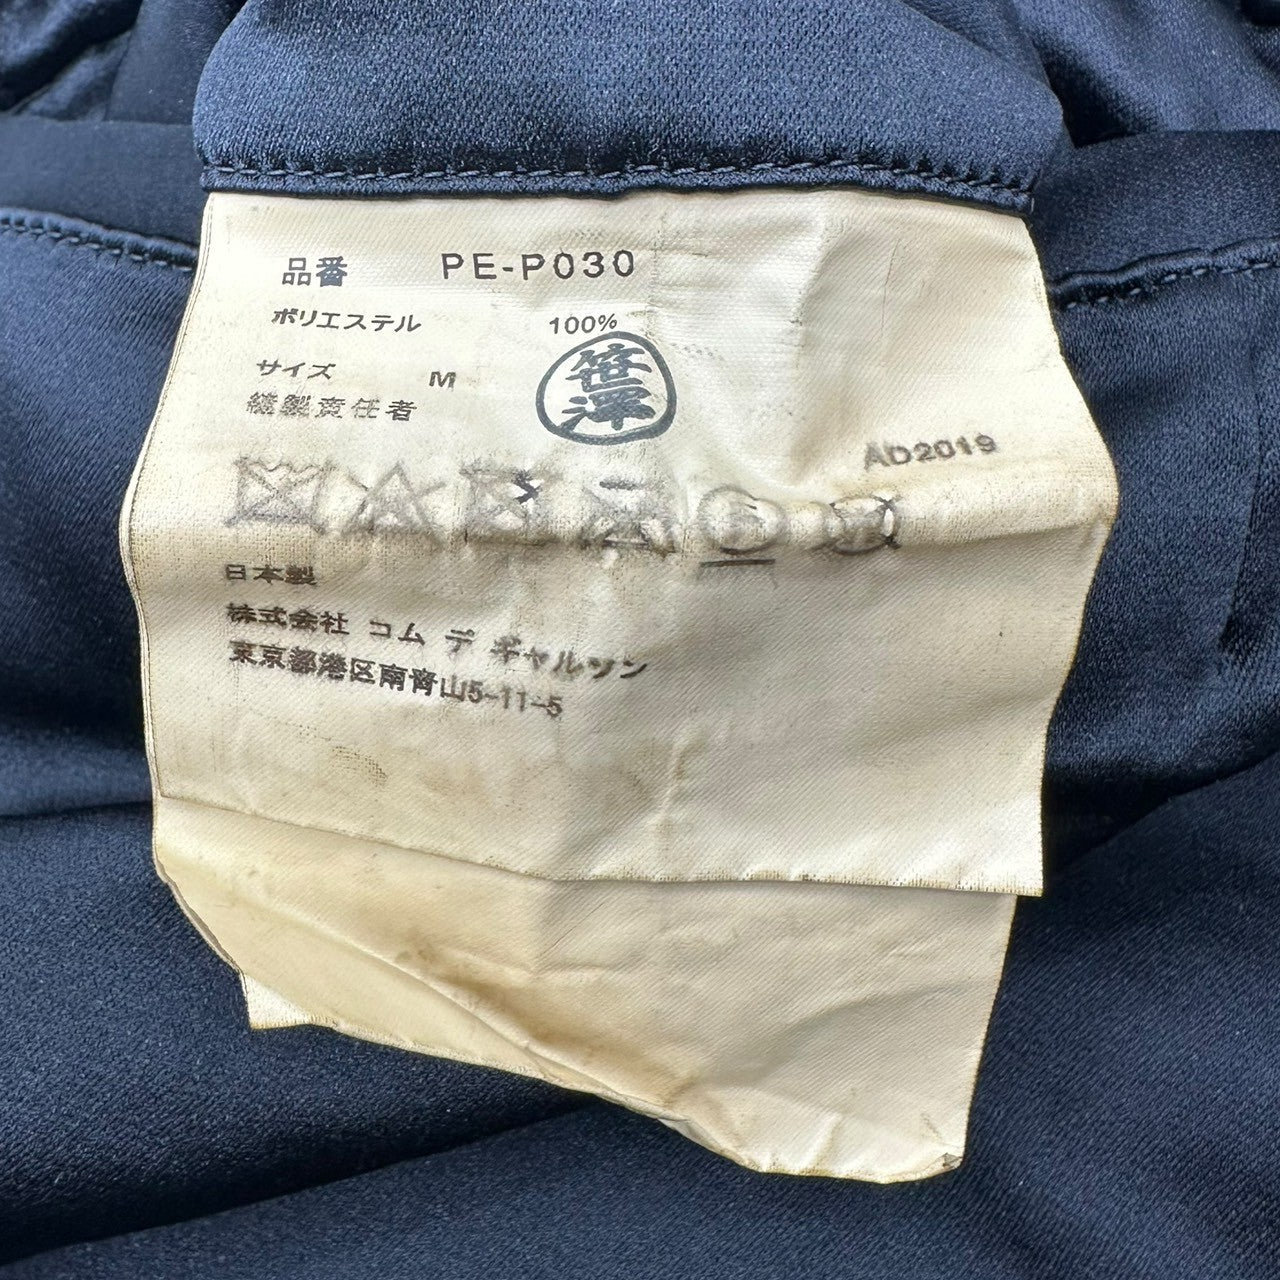 品番 PE-P030
ポリエステル 100%
サイズ M
縫製責任者 笹澤
AD2019
日本製
株式会社 コム デ ギャルソン
東京都港区南青山5-11-5